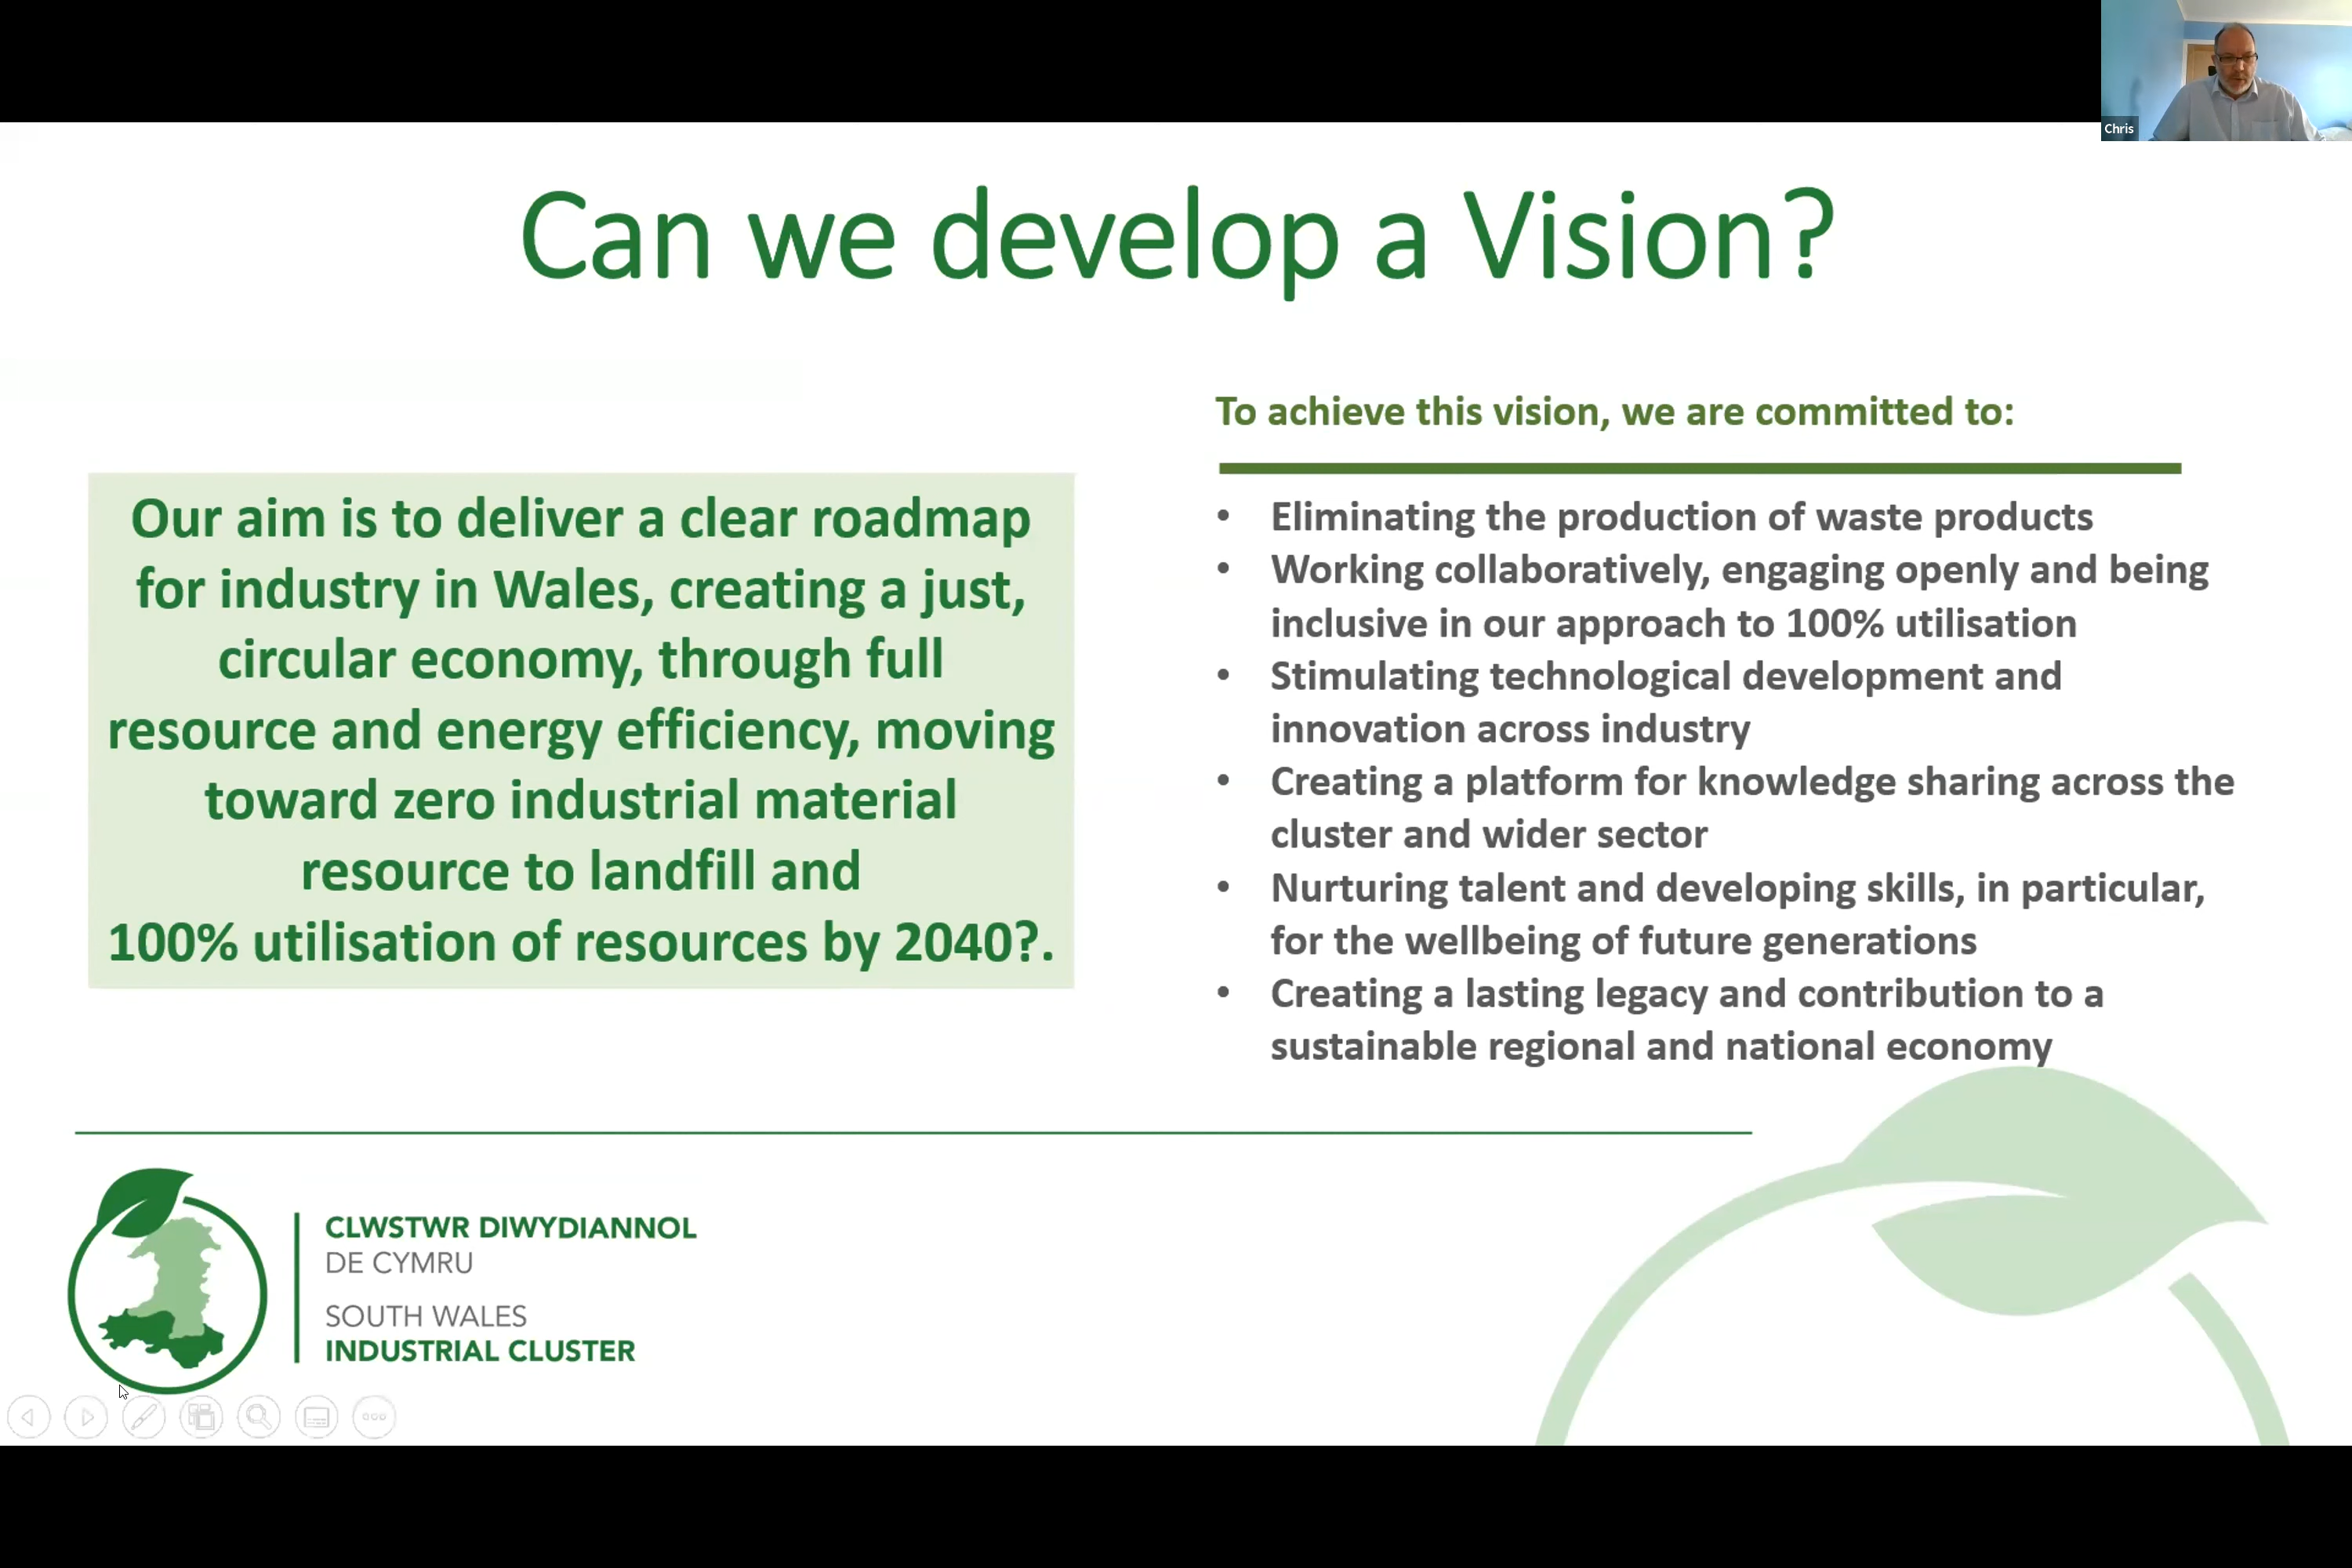 Chris
Can we develop a Vision?
Our aim is to deliver a clear roadmap
for industry in Wales, creating a just,
circular economy, through full
resource and energy efficiency, moving
toward zero industrial material
resource to landfill and
100% utilisation of resources by 2040?.
To achieve this vision, we are committed to:
• Eliminating the production of waste products
• Working collaboratively, engaging openly and being
inclusive in our approach to 100% utilisation
• Stimulating technological development and
innovation across industry
• Creating a platform for knowledge sharing across the
cluster and wider sector
• Nurturing talent and developing skills, in particular,
for the wellbeing of future generations
• Creating a lasting legacy and contribution to a
sustainable regional and national economy
CLWSTWR DIWYDIANNOL
DE CYMRU
SOUTH WALES
INDUSTRIAL CLUSTER